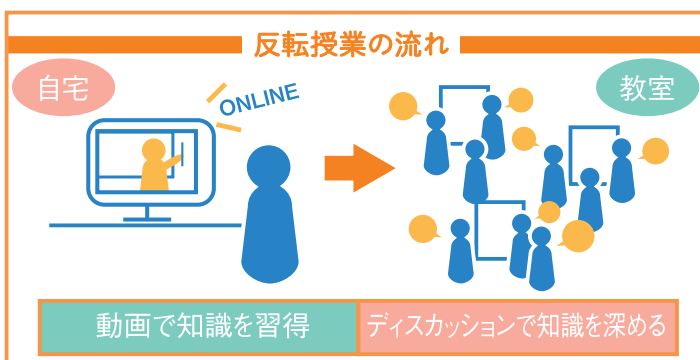 反転授業の流れ
自宅
ONLINE
教室
動画で知識を習得
ディスカッションで知識を深める